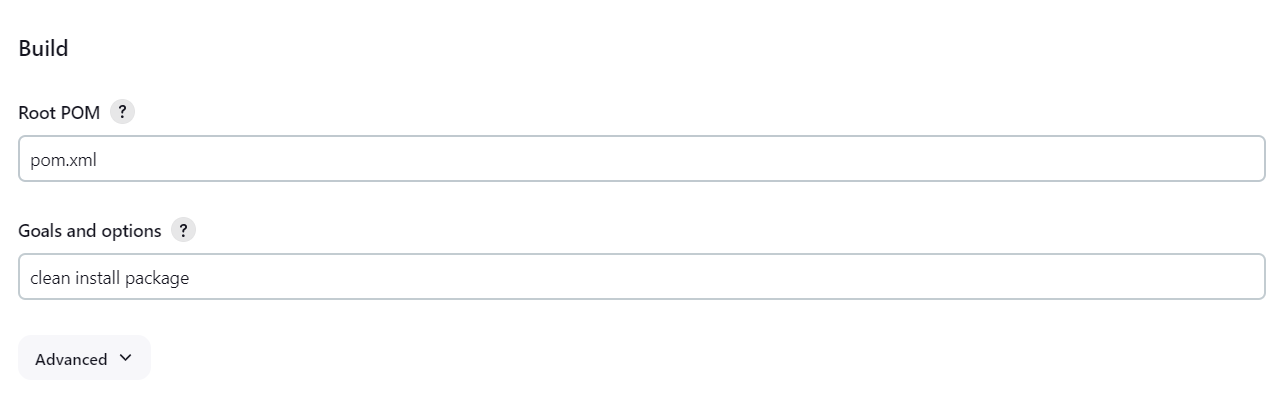 Build
Root POM ?
pom.xml
Goals and options ?
clean install package
Advanced